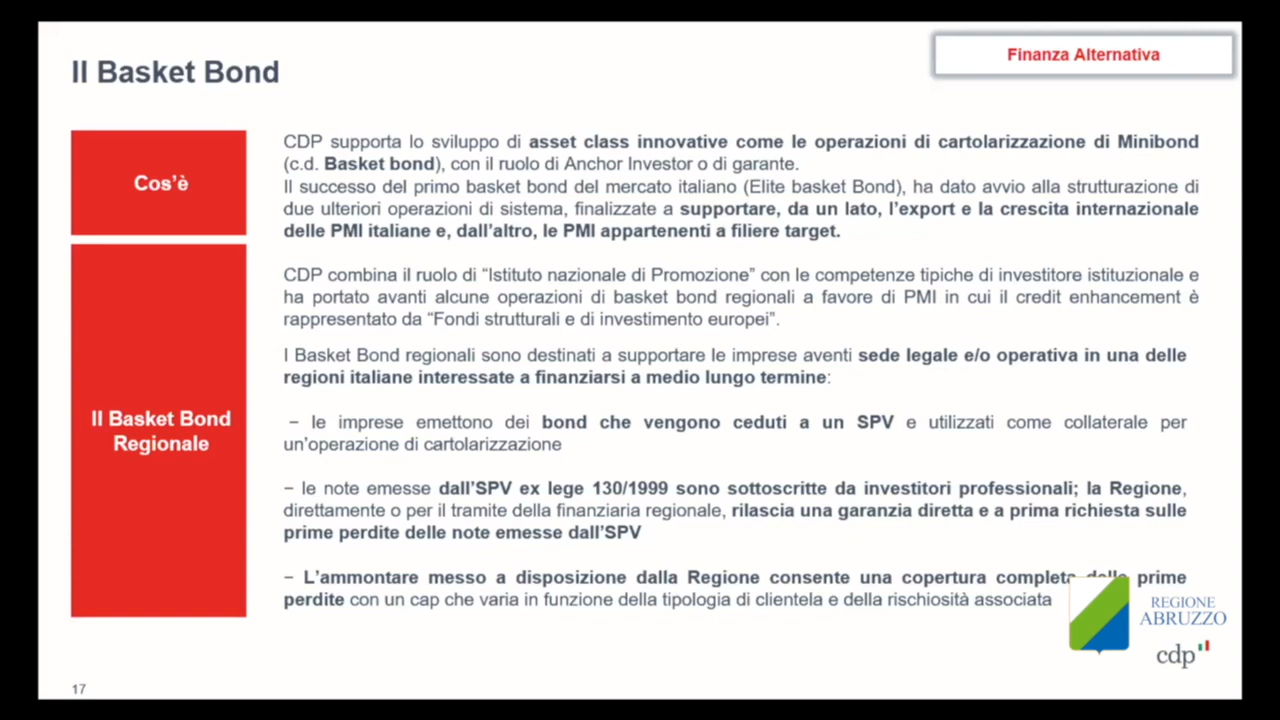 Il Basket Bond
Finanza Alternativa
Cos'è
CDP supporta lo sviluppo di asset class innovative come le operazioni di cartolarizzazione di Minibond
(c.d. Basket bond), con il ruolo di Anchor Investor o di garante.
Il successo del primo basket bond del mercato italiano (Elite basket Bond), ha dato avvio alla strutturazione di
due ulteriori operazioni di sistema, finalizzate a supportare, da un lato, l'export e la crescita internazionale
delle PMI italiane e, dall'altro, le PMI appartenenti a filiere target.
Il Basket Bond
Regionale
CDP combina il ruolo di "Istituto nazionale di Promozione" con le competenze tipiche di investitore istituzionale e
ha portato avanti alcune operazioni di basket bond regionali a favore di PMI in cui il credit enhancement è
rappresentato da "Fondi strutturali e di investimento europei".
I Basket Bond regionali sono destinati a supportare le imprese aventi sede legale e/o operativa in una delle
regioni italiane interessate a finanziarsi a medio lungo termine:
− le imprese emettono dei bond che vengono ceduti a un SPV e utilizzati come collaterale per
un'operazione di cartolarizzazione
− le note emesse dall'SPV ex lege 130/1999 sono sottoscritte da investitori professionali; la Regione,
direttamente o per il tramite della finanziaria regionale, rilascia una garanzia diretta e a prima richiesta sulle
prime perdite delle note emesse dall'SPV
− L'ammontare messo a disposizione dalla Regione consente una copertura completa delle prime
perdite con un cap che varia in funzione della tipologia di clientela e della rischiosità associata
REGIONE
ABRUZZO
cdp
17